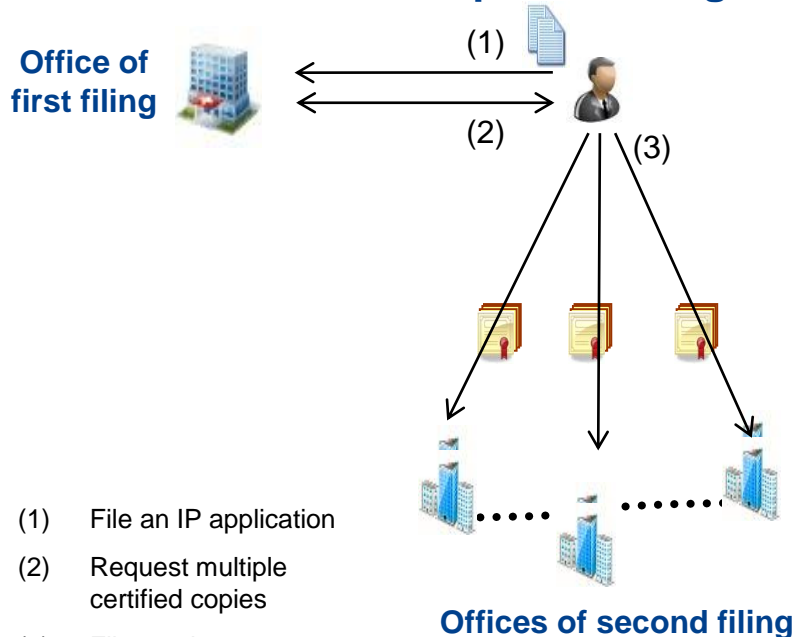 (1)
Office of
first filing
(2)
(3)
(1) File an IP application
(2) Request multiple
certified copies
Offices of second filing